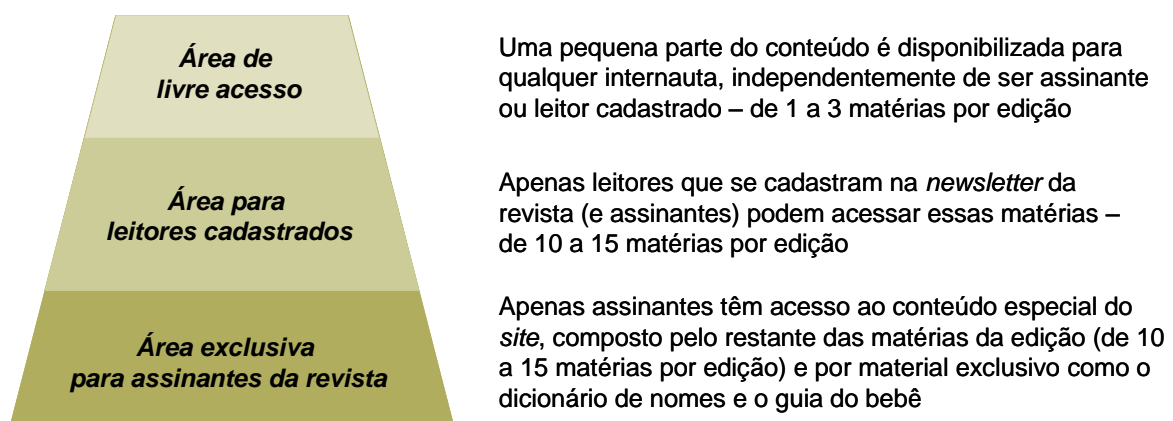 Área de
livre acesso
Uma pequena parte do conteúdo é disponibilizada para
qualquer internauta, independentemente de ser assinante
ou leitor cadastrado – de 1 a 3 matérias por edição
Área para
leitores cadastrados
Apenas leitores que se cadastram na newsletter da
revista (e assinantes) podem acessar essas matérias –
de 10 a 15 matérias por edição
Área exclusiva
para assinantes da revista
Apenas assinantes têm acesso ao conteúdo especial do
site, composto pelo restante das matérias da edição (de 10
a 15 matérias por edição) e por material exclusivo como o
dicionário de nomes e o guia do bebê